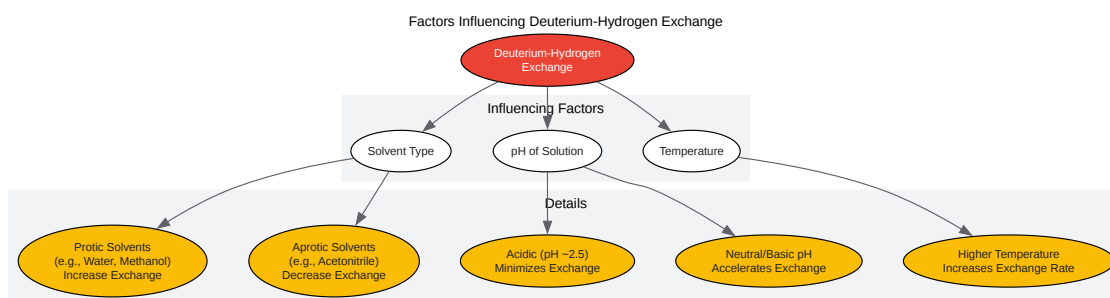 Factors Influencing Deuterium-Hydrogen Exchange
Deuterium-Hydrogen
Exchange
Influencing Factors
Solvent Type
pH of Solution
Temperature
Details
Protic Solvents
(e.g., Water, Methanol)
Increase Exchange
Aprotic Solvents
(e.g., Acetonitrile)
Decrease Exchange
Acidic (pH ~2.5)
Minimizes Exchange
Neutral/Basic pH
Accelerates Exchange
Higher Temperature
Increases Exchange Rate